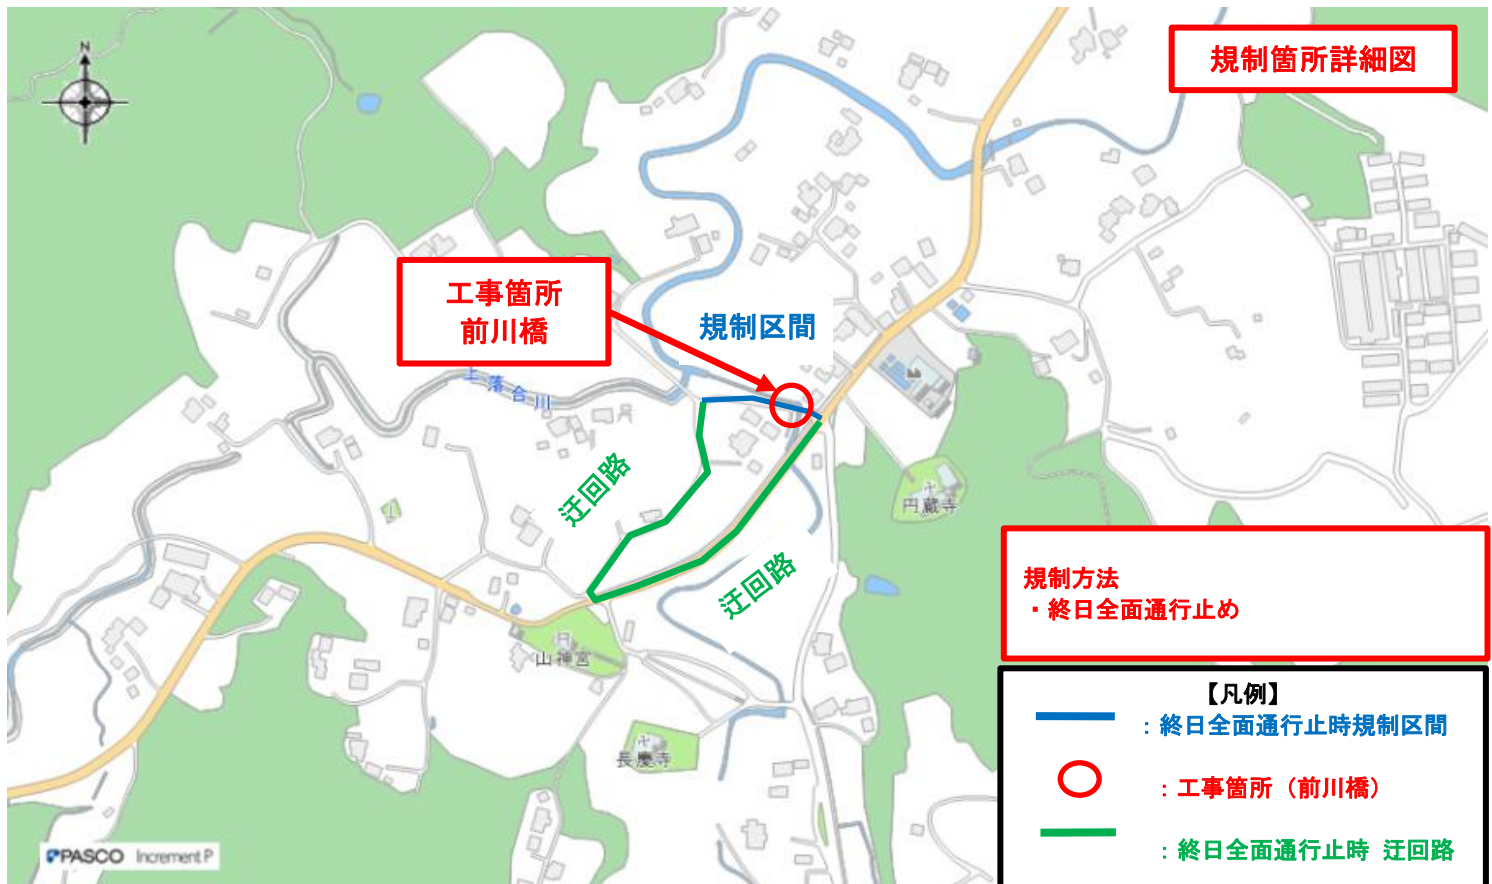 規制箇所詳細図
N
工事箇所
前川橋
規制区間
上落合川
迂回路
円蔵寺
迂回路
山神宮
長慶寺
規制方法
・終日全面通行止め
【凡例】
：終日全面通行止時規制区間
：工事箇所（前川橋）
：終日全面通行止時 迂回路
PASCO Increment P